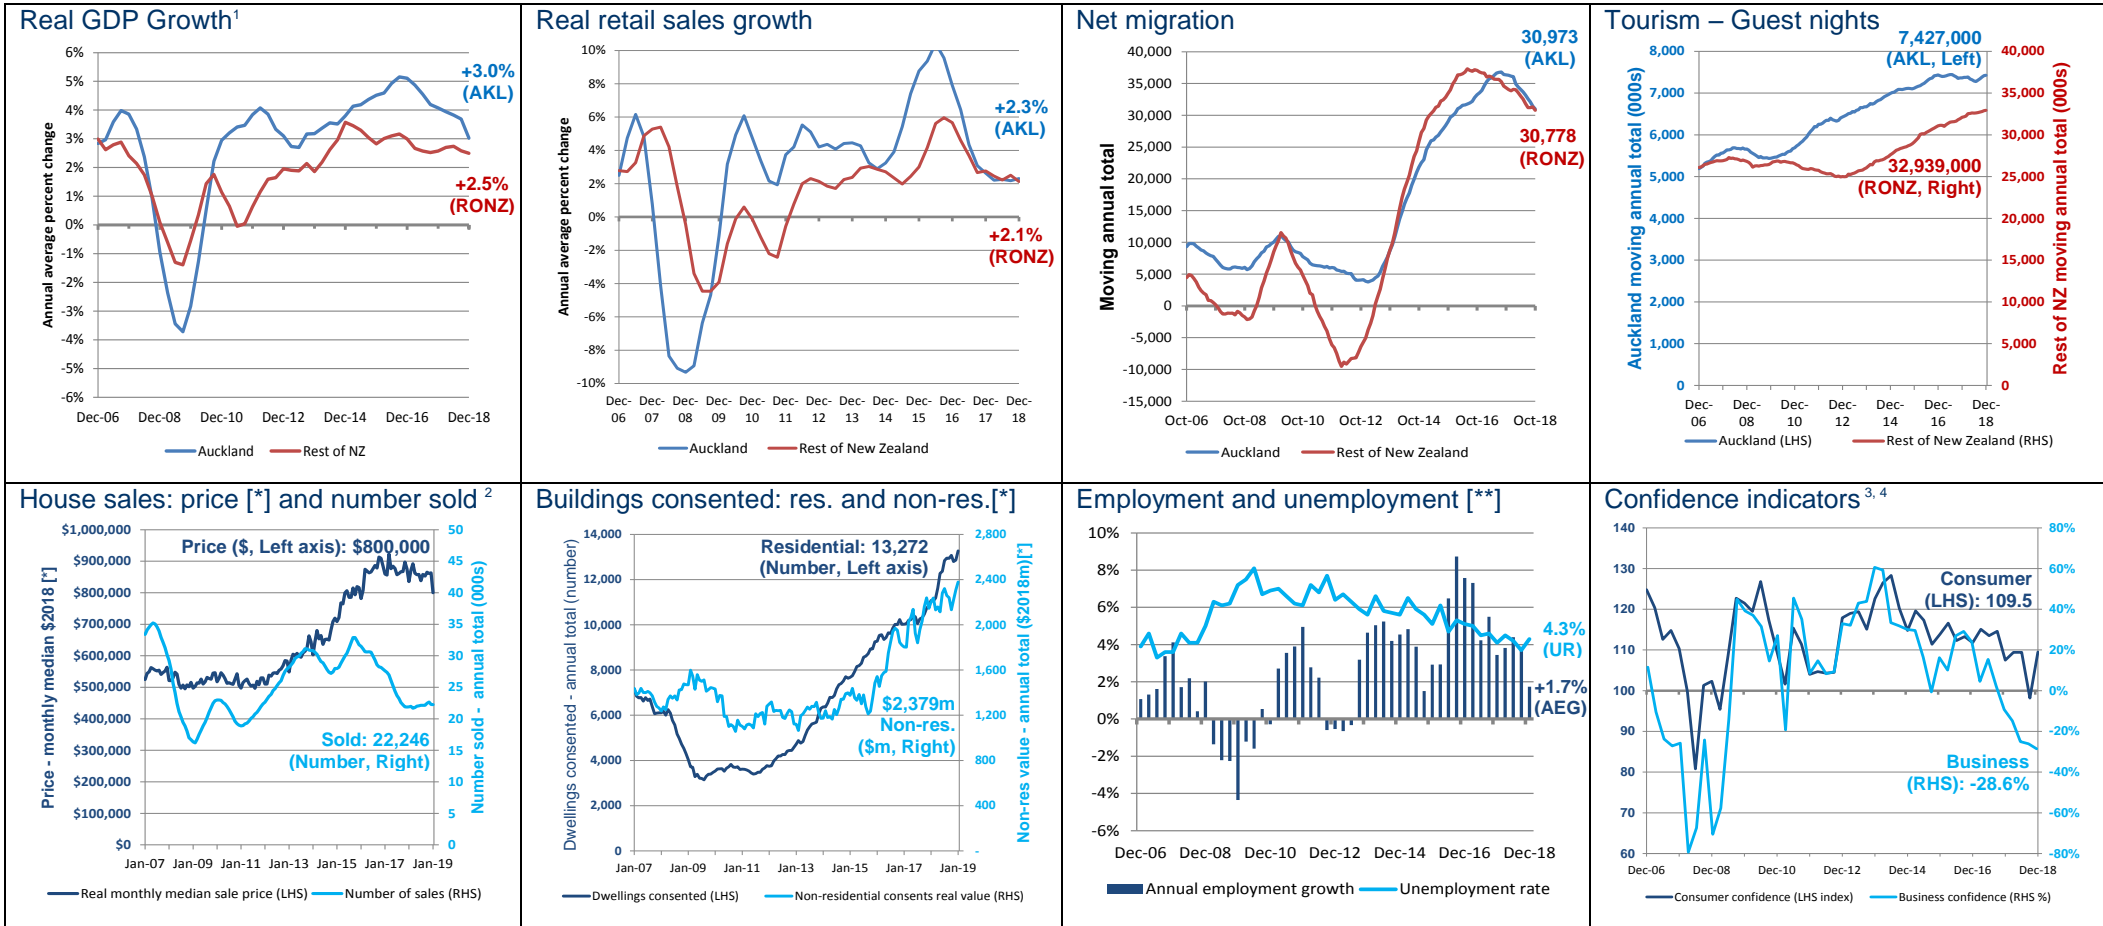 Real GDP Growth¹
Annual average percent change
6%
5%
4%
3%
2%
1%
0%
-1%
-2%
-3%
-4%
-5%
-6%
+3.0%
(AKL)
+2.5%
(RONZ)
Dec-06 Dec-08 Dec-10 Dec-12 Dec-14 Dec-16 Dec-18
Auckland Rest of NZ
Real retail sales growth
Annual average percent change
10%
8%
6%
4%
2%
0%
-2%
-4%
-6%
-8%
-10%
+2.3%
(AKL)
+2.1%
(RONZ)
Dec- Dec- Dec- Dec- Dec- Dec- Dec- Dec- Dec- Dec- Dec- Dec- Dec-
06 07 08 09 10 11 12 13 14 15 16 17 18
Auckland Rest of New Zealand
Net migration
Moving annual total
40,000
35,000
30,000
25,000
20,000
15,000
10,000
5,000
0
-5,000
-10,000
-15,000
30,973
(AKL)
30,778
(RONZ)
Oct-06 Oct-08 Oct-10 Oct-12 Oct-14 Oct-16 Oct-18
Auckland Rest of New Zealand
Tourism – Guest nights
Auckland moving annual total (000s)
8,000
7,000
6,000
5,000
4,000
3,000
2,000
1,000
0
7,427,000
(AKL, Left)
32,939,000
(RONZ, Right)
40,000
35,000
30,000
25,000
20,000
15,000
10,000
5,000
0
Rest of NZ moving annual total (000s)
Dec- Dec- Dec- Dec- Dec- Dec- Dec-
06 08 10 12 14 16 18
Auckland (LHS) Rest of New Zealand (RHS)
House sales: price [*] and number sold ²
Price - monthly median $2018 [*]
$1,000,000
$900,000
$800,000
$700,000
$600,000
$500,000
$400,000
$300,000
$200,000
$100,000
$0
Price ($, Left axis): $800,000
Sold: 22,246
(Number, Right)
50
45
40
35
30
25
20
15
10
5
0
Number sold - annual total (000s)
Jan-07 Jan-09 Jan-11 Jan-13 Jan-15 Jan-17 Jan-19
Real monthly median sale price (LHS) Number of sales (RHS)
Buildings consented: res. and non-res.[*]
Dwellings consented - annual total (number)
14,000
12,000
10,000
8,000
6,000
4,000
2,000
0
Residential: 13,272
(Number, Left axis)
$2,379m
Non-res.
($m, Right)
2,800
2,400
2,000
1,600
1,200
800
400
-
Non-res value - annual total ($2018m)[*]
Jan-07 Jan-09 Jan-11 Jan-13 Jan-15 Jan-17 Jan-19
Dwellings consented (LHS) Non-residential consents real value (RHS)
Employment and unemployment [**]
10%
8%
6%
4%
2%
0%
-2%
-4%
-6%
4.3%
(UR)
+1.7%
(AEG)
Dec-06 Dec-08 Dec-10 Dec-12 Dec-14 Dec-16 Dec-18
Annual employment growth Unemployment rate
Confidence indicators ³, ⁴
140
130
120
110
100
90
80
70
60
Consumer
(LHS): 109.5
Business
(RHS): -28.6%
80%
60%
40%
20%
0%
-20%
-40%
-60%
-80%
Dec-06 Dec-08 Dec-10 Dec-12 Dec-14 Dec-16 Dec-18
Consumer confidence (LHS index) Business confidence (RHS %)